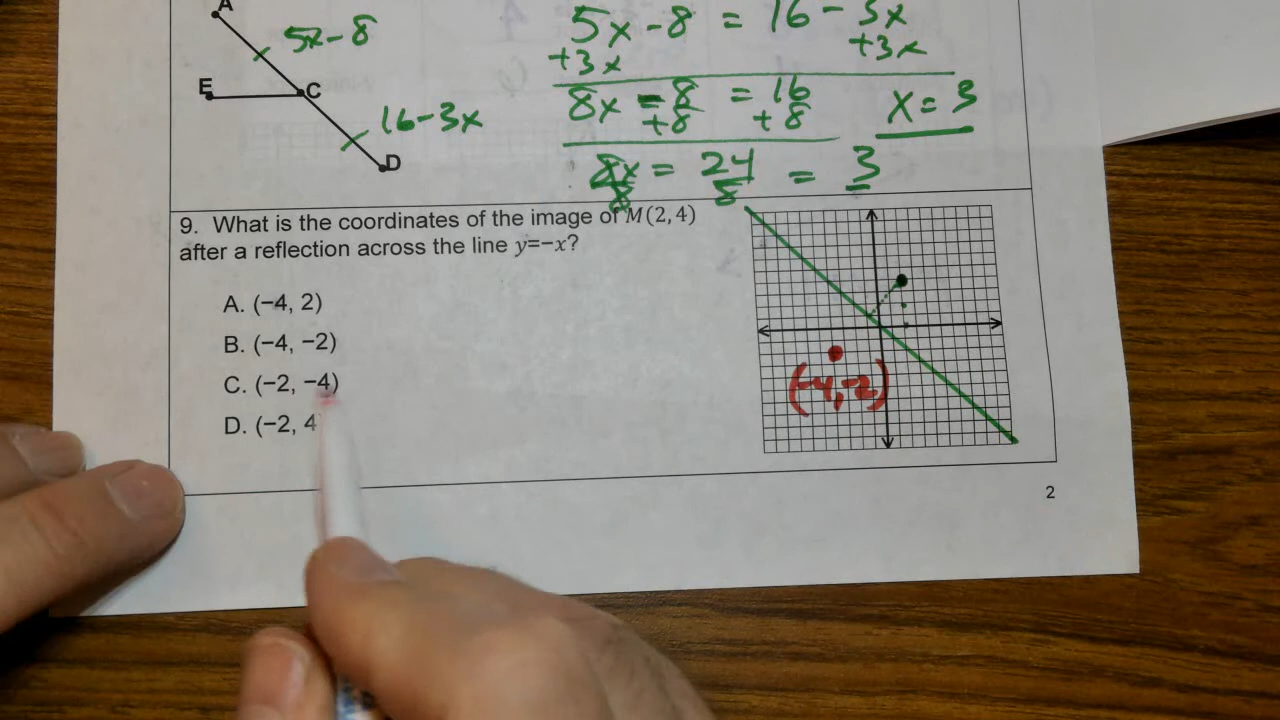 A
5x-8
E
C
16-3x
D
5x-8 = 16-3x
+3x +3x
8x-8 = 16
+8 +8
x=3
8x = 24 = 3
8 8
9. What is the coordinates of the image of M(2,4)
after a reflection across the line y=−x?
A. (−4, 2)
B. (−4, −2)
C. (−2, −4)
D. (−2, 4
(-4,-2)
2